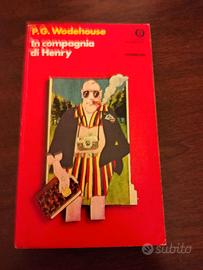 P.G. Wodehouse
In compagnia
di Henry
subito